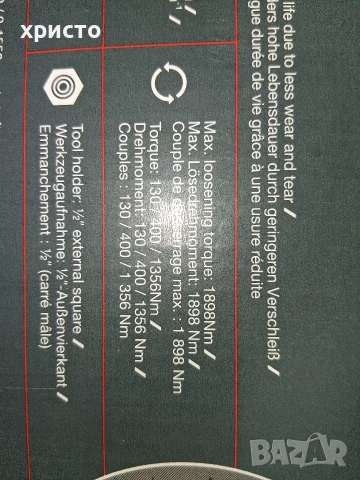 христо
life due to less wear and tear /
ders hohe Lebensdauer durch geringeren Verschleiß /
gue durée de vie grâce à une usure réduite
Max. loosening torque: 1898Nm /
Max. Lösedrehmoment: 1898 Nm /
Couple de desserrage max. : 1 898 Nm
Torque: 130 /400 /1356Nm /
Drehmoment: 130 / 400 / 1356 Nm /
Couples : 130 / 400 / 1 356 Nm
Tool holder: ½" external square /
Werkzeugaufnahme: ½"-Außenvierkant /
Emmanchement : ½" (carré mâle)
BAZAR
bg